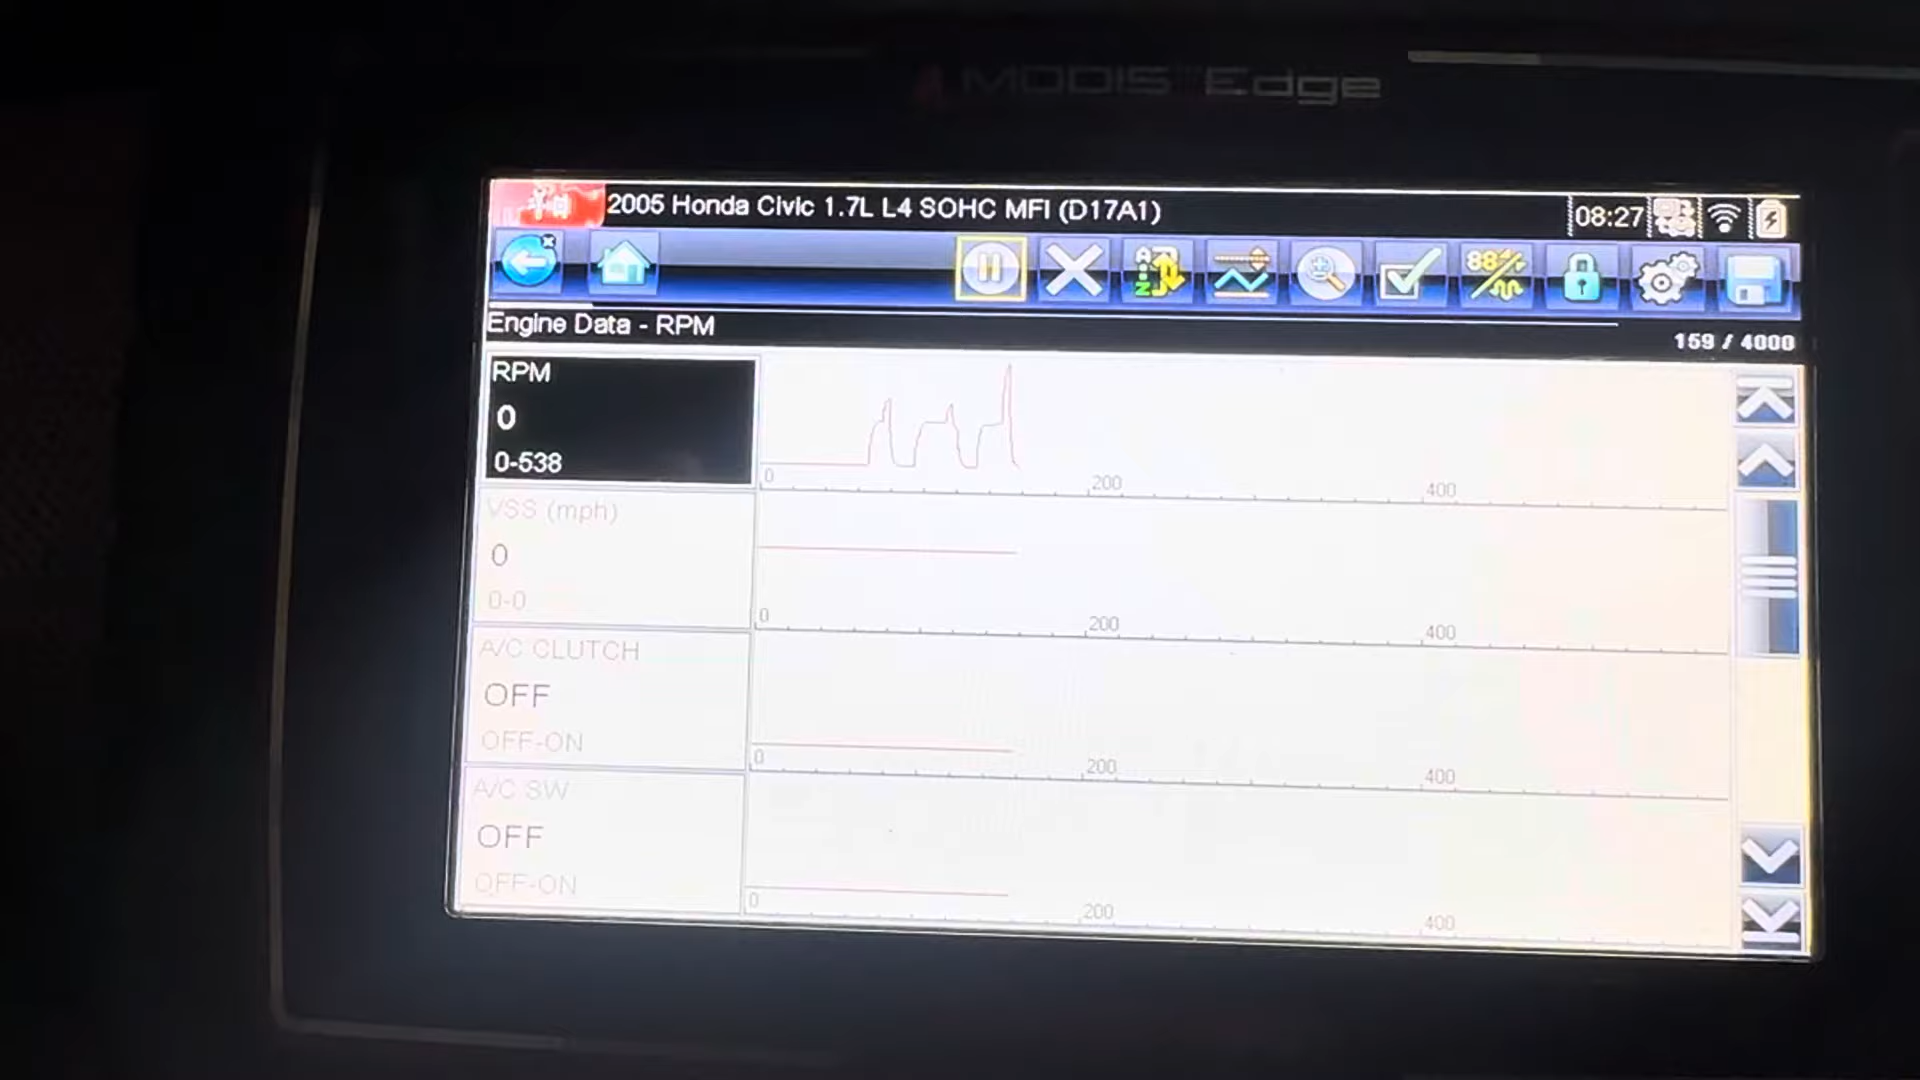 MODIS Edge
2005 Honda Civic 1.7L L4 SOHC MFI (D17A1)
08:27
Engine Data - RPM
159 / 4000
RPM
0
0-538
0
200
400
VSS (mph)
0
0-0
0
200
400
A/C CLUTCH
OFF
OFF-ON
0
200
400
A/C SW
OFF
OFF-ON
0
200
400